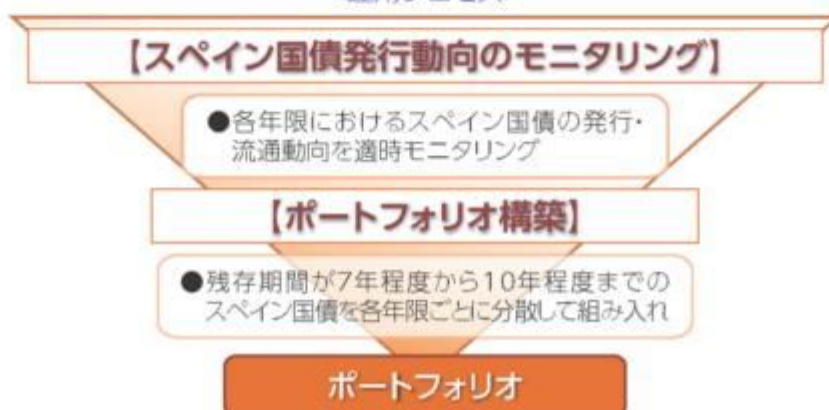 【スペイン国債発行動向のモニタリング】
●各年限におけるスペイン国債の発行・
流通動向を適時モニタリング
【ポートフォリオ構築】
●残存期間が7年程度から10年程度までの
スペイン国債を各年限ごとに分散して組み入れ
ポートフォリオ